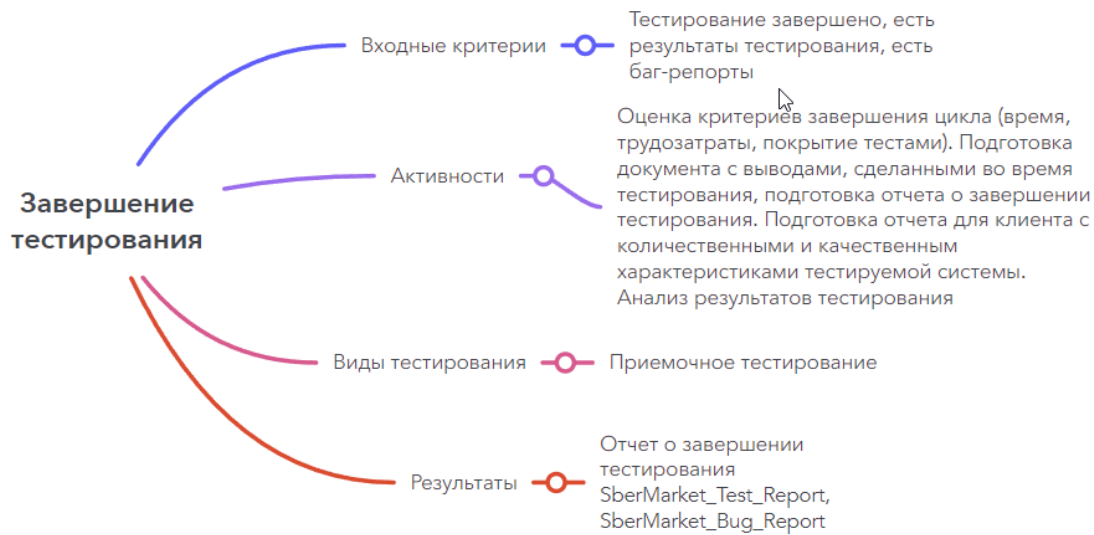 Завершение
тестирования
Входные критерии
Тестирование завершено, есть
результаты тестирования, есть
баг-репорты
Активности
Оценка критериев завершения цикла (время,
трудозатраты, покрытие тестами). Подготовка
документа с выводами, сделанными во время
тестирования, подготовка отчета о завершении
тестирования. Подготовка отчета для клиента с
количественными и качественным
характеристиками тестируемой системы.
Анализ результатов тестирования
Виды тестирования
Приемочное тестирование
Результаты
Отчет о завершении
тестирования
SberMarket_Test_Report,
SberMarket_Bug_Report